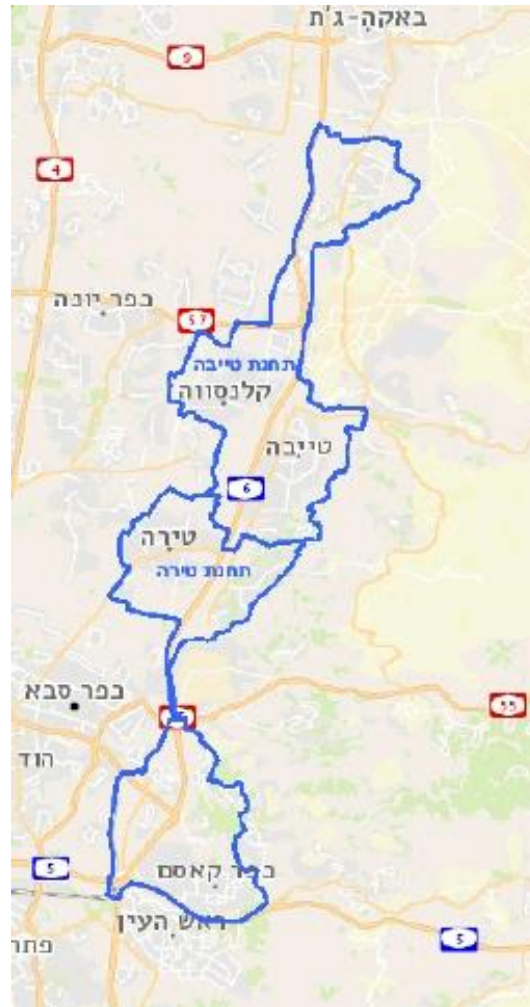 באקה-ג'ת
9
4
כפר יונה
57
תחנת טייבה
קלנסווה
טייבה
6
טירה
תחנת טירה
כפר סבא
55
הוד
5
כפר קאסם
ראש העין
5
פתח